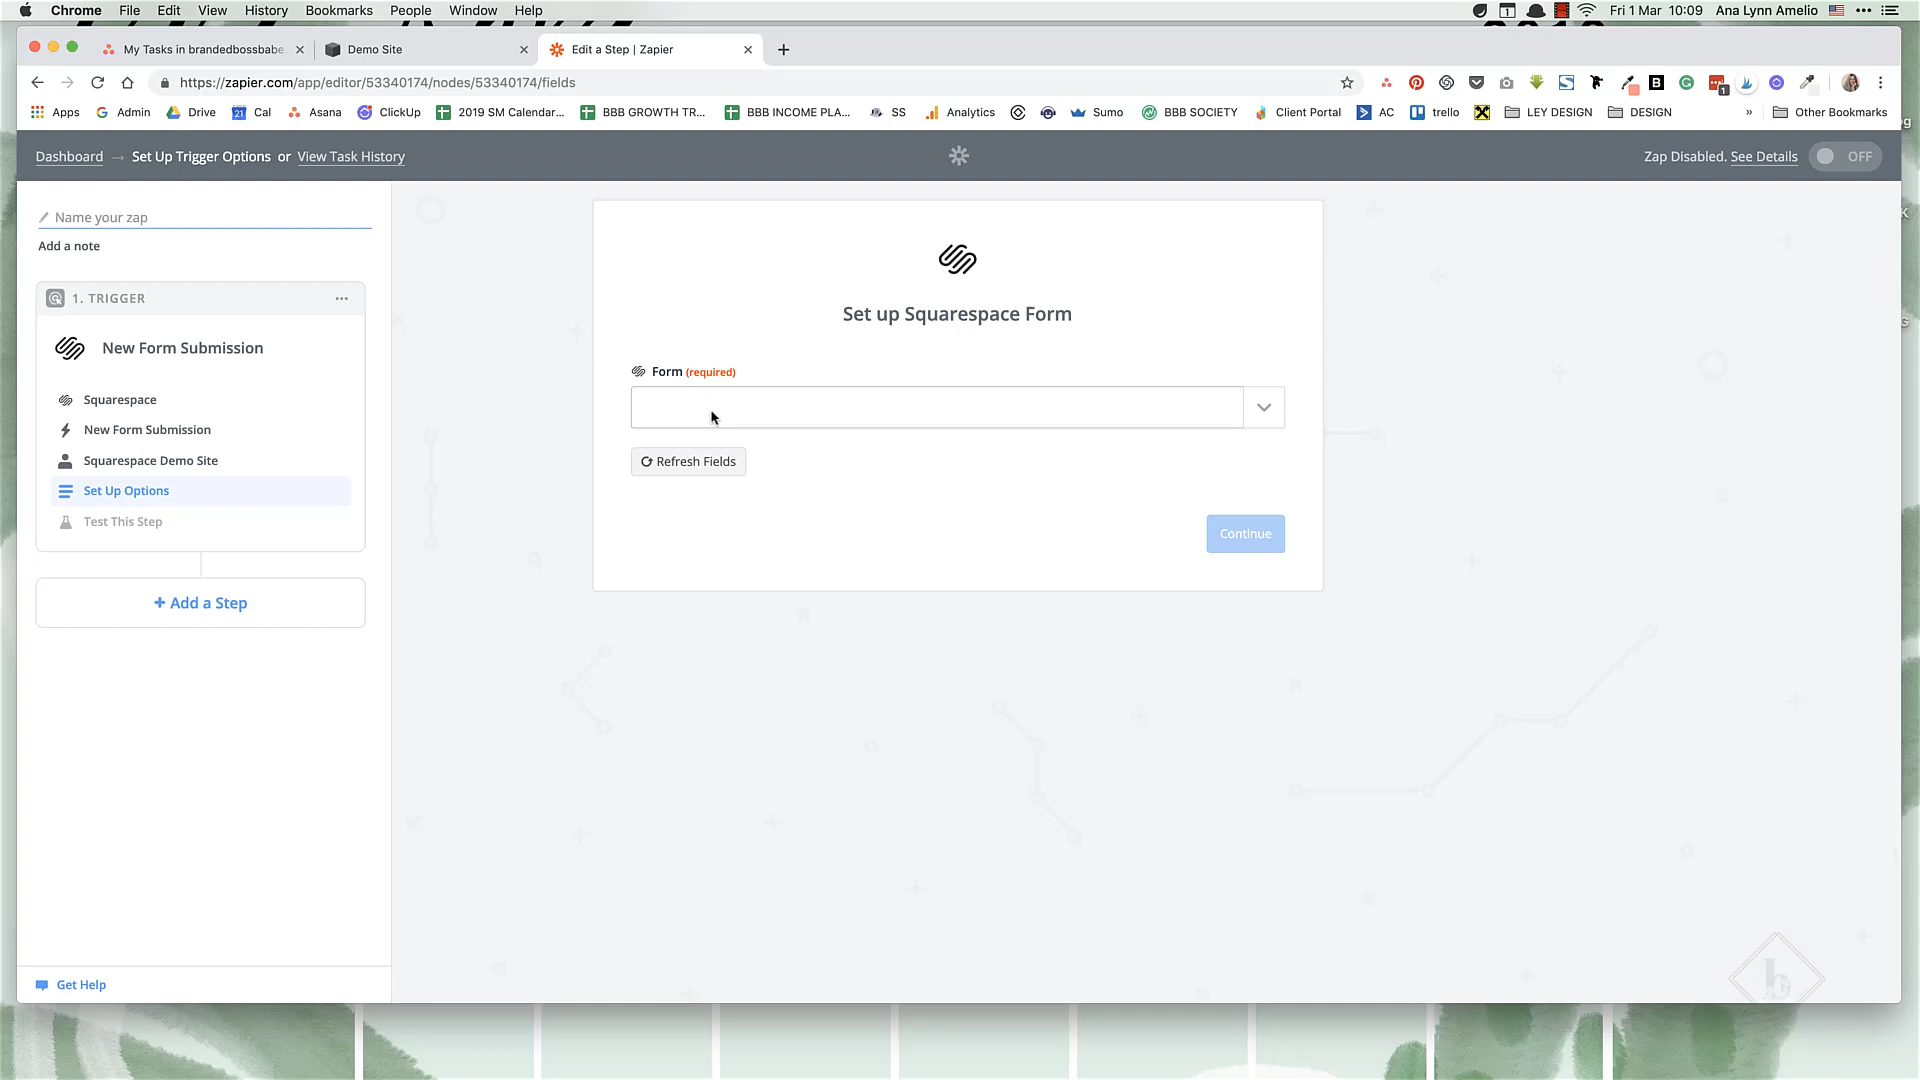 Chrome File Edit View History Bookmarks People Window Help
1
Fri 1 Mar 10:09 Ana Lynn Amelio
My Tasks in brandedbossbabe
Demo Site
Edit a Step | Zapier
https://zapier.com/app/editor/53340174/nodes/53340174/fields
Apps
Admin
Drive
Cal
Asana
ClickUp
2019 SM Calendar...
BBB GROWTH TR...
BBB INCOME PLA...
SS
Analytics
Sumo
BBB SOCIETY
Client Portal
AC
trello
LEY DESIGN
DESIGN
»
Other Bookmarks
Dashboard → Set Up Trigger Options or View Task History
Zap Disabled. See Details
OFF
Name your zap
Add a note
1. TRIGGER
New Form Submission
Squarespace
New Form Submission
Squarespace Demo Site
Set Up Options
Test This Step
+ Add a Step
Get Help
Set up Squarespace Form
Form (required)
Refresh Fields
Continue
b